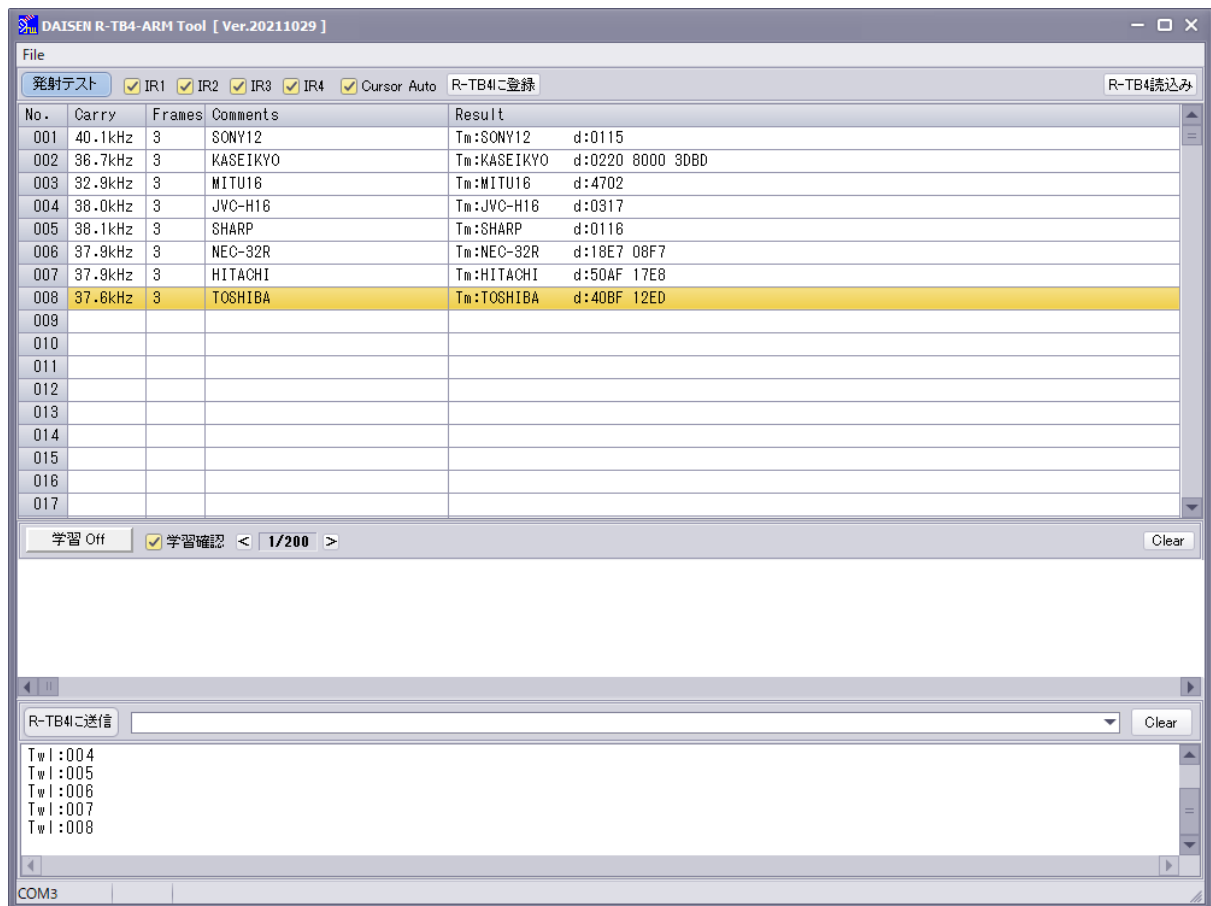 DAISEN R-TB4-ARM Tool [ Ver.20211029 ]
File
発射テスト IR1 IR2 IR3 IR4 Cursor Auto R-TB4に登録 R-TB4読込み
No. Carry Frames Comments Result
001 40.1kHz 3 SONY12 Tm:SONY12 d:0115
002 36.7kHz 3 KASEIKYO Tm:KASEIKYO d:0220 8000 3DBD
003 32.9kHz 3 MITU16 Tm:MITU16 d:4702
004 38.0kHz 3 JVC-H16 Tm:JVC-H16 d:0317
005 38.1kHz 3 SHARP Tm:SHARP d:0116
006 37.9kHz 3 NEC-32R Tm:NEC-32R d:18E7 08F7
007 37.9kHz 3 HITACHI Tm:HITACHI d:50AF 17E8
008 37.6kHz 3 TOSHIBA Tm:TOSHIBA d:40BF 12ED
009
010
011
012
013
014
015
016
017
学習 Off 学習確認 < 1/200 > Clear
R-TB4に送信 Clear
Twl:004
Twl:005
Twl:006
Twl:007
Twl:008
COM3